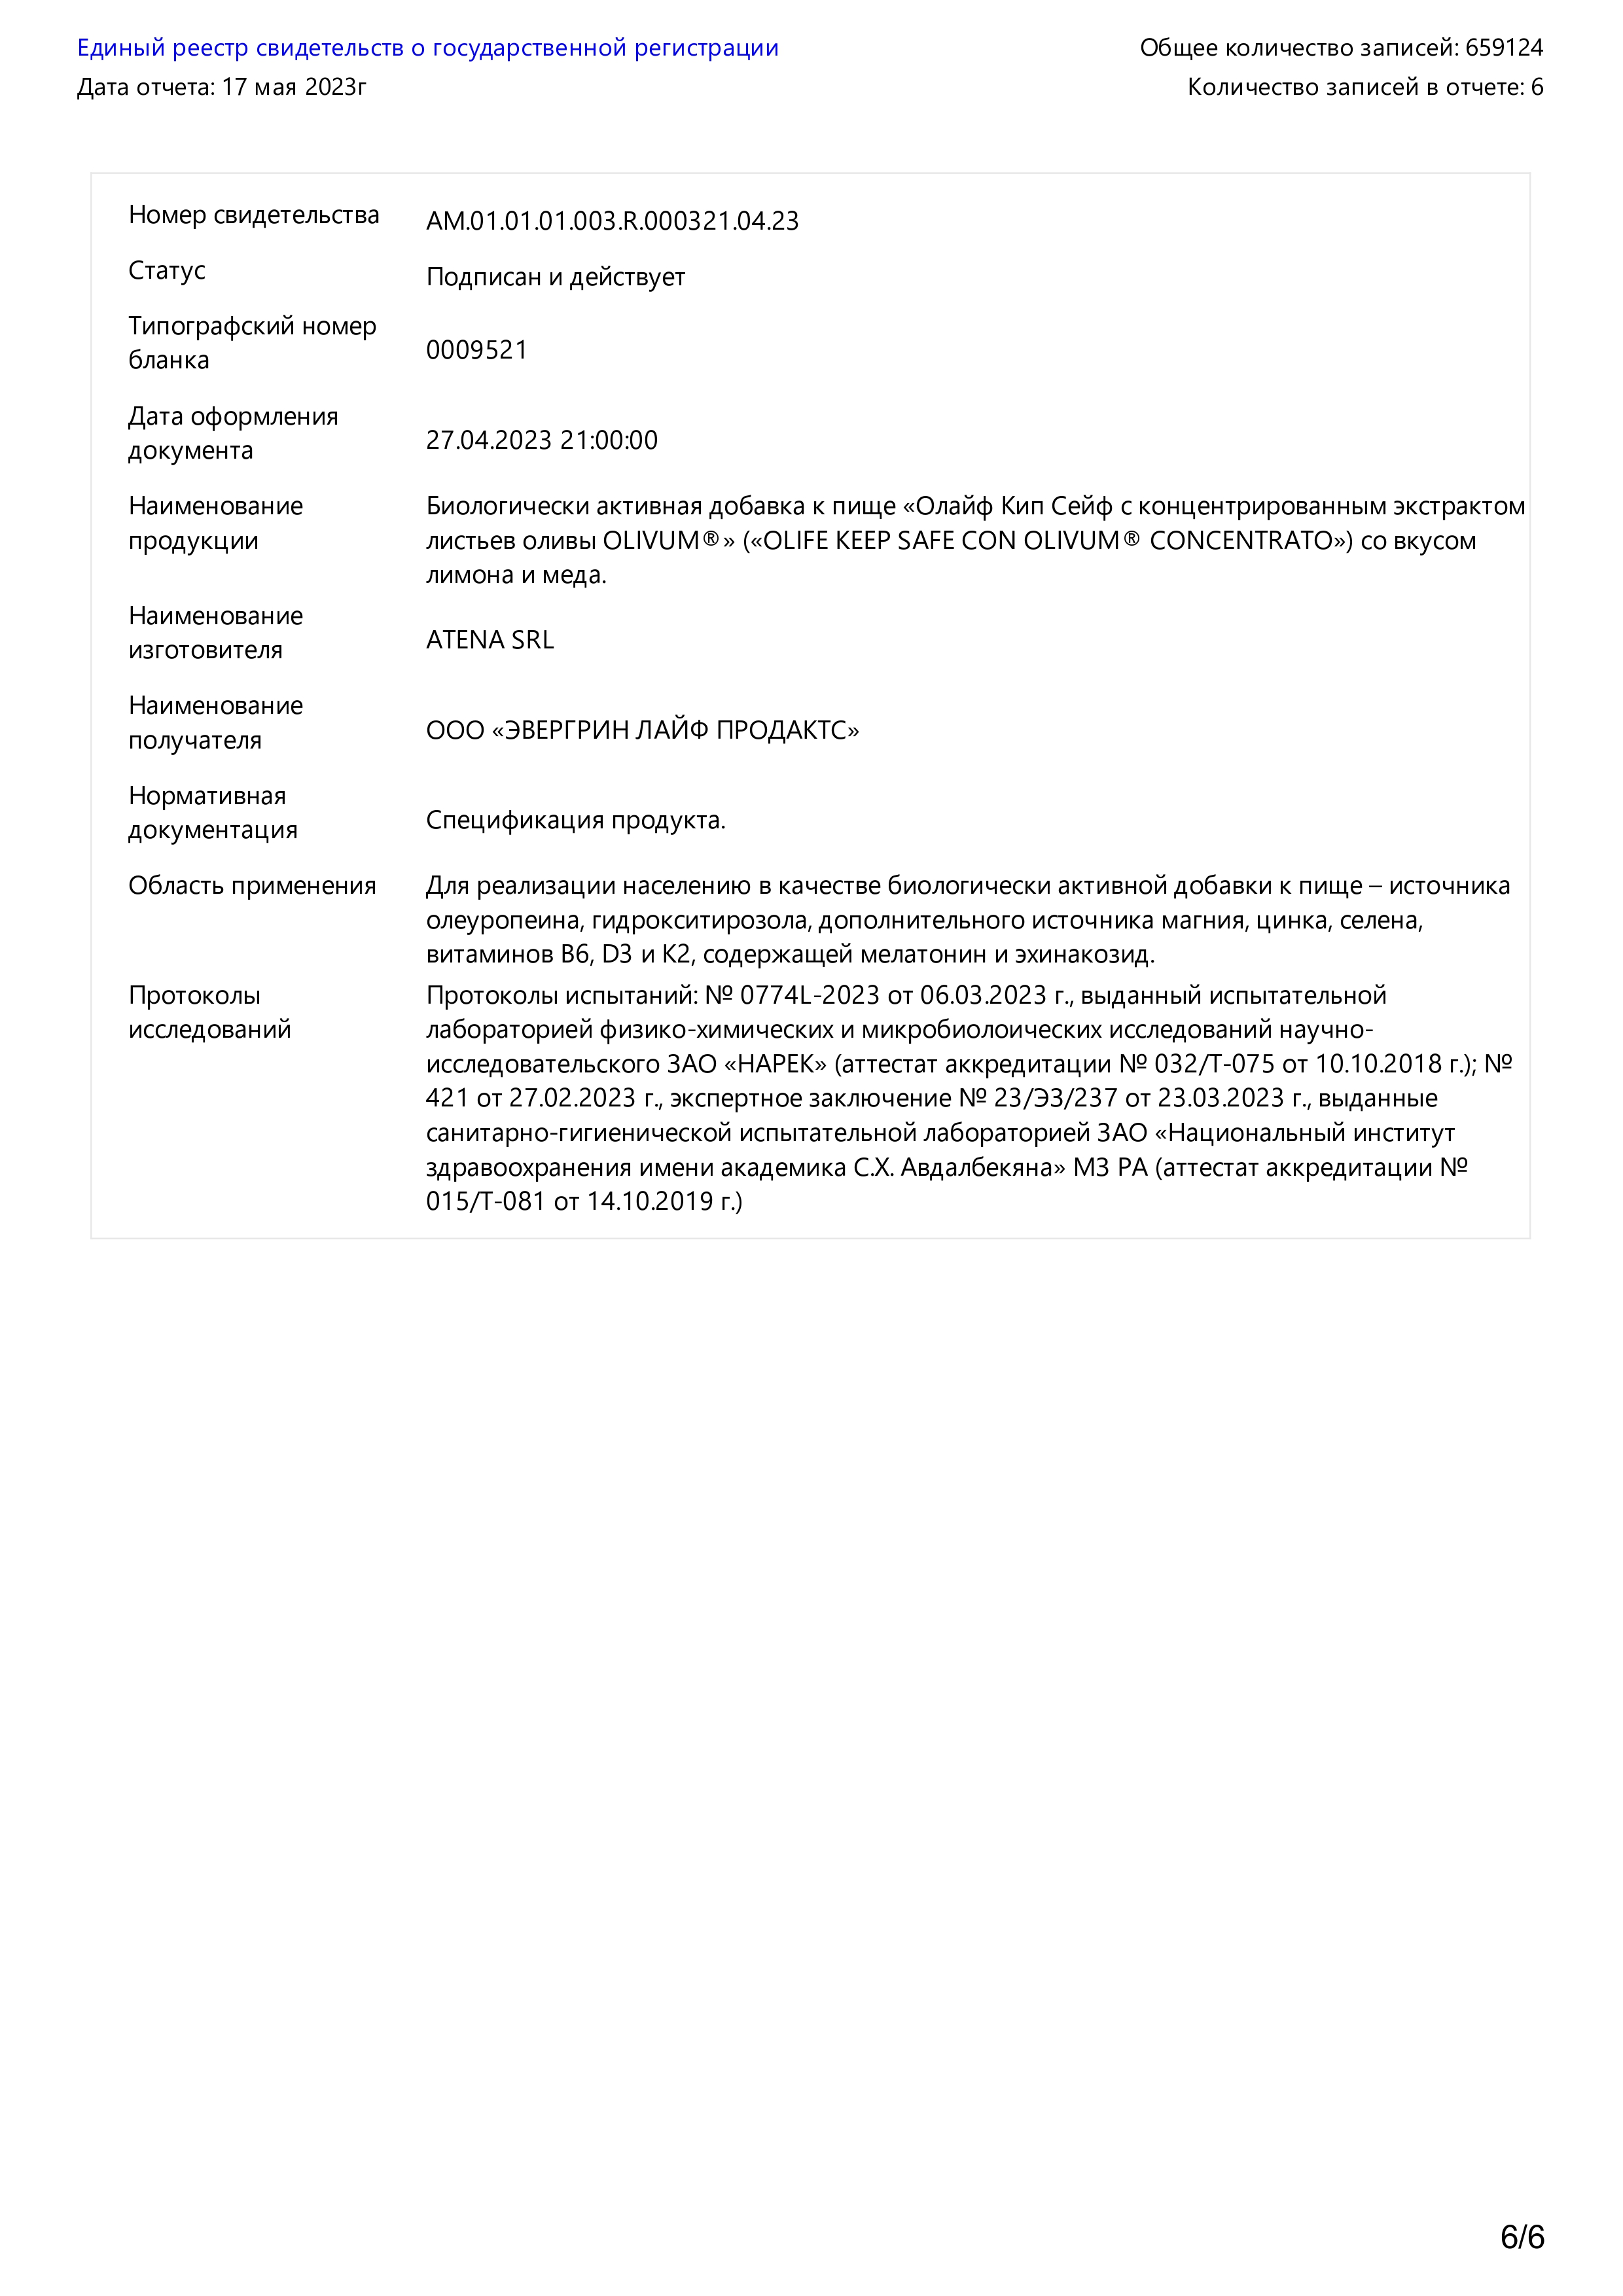 Единый реестр свидетельств о государственной регистрации
Общее количество записей: 659124
Дата отчета: 17 мая 2023г
Количество записей в отчете: 6
Номер свидетельства
AM.01.01.01.003.R.000321.04.23
Статус
Подписан и действует
Типографский номер
бланка
0009521
Дата оформления
документа
27.04.2023 21:00:00
Наименование
продукции
Биологически активная добавка к пище «Олайф Кип Сейф с концентрированным экстрактом
листьев оливы OLIVUM®» («OLIFE KEEP SAFE CON OLIVUM® CONCENTRATO») со вкусом
лимона и меда.
Наименование
изготовителя
ATENA SRL
Наименование
получателя
ООО «ЭВЕРГРИН ЛАЙФ ПРОДАКТС»
Нормативная
документация
Спецификация продукта.
Область применения
Для реализации населению в качестве биологически активной добавки к пище – источника
олеуропеина, гидрокситирозола, дополнительного источника магния, цинка, селена,
витаминов В6, D3 и К2, содержащей мелатонин и эхинакозид.
Протоколы
исследований
Протоколы испытаний: № 0774L-2023 от 06.03.2023 г., выданный испытательной
лабораторией физико-химических и микробиолоических исследований научно-
исследовательского ЗАО «НАРЕК» (аттестат аккредитации № 032/T-075 от 10.10.2018 г.); №
421 от 27.02.2023 г., экспертное заключение № 23/ЭЗ/237 от 23.03.2023 г., выданные
санитарно-гигиенической испытательной лабораторией ЗАО «Национальный институт
здравоохранения имени академика С.Х. Авдалбекяна» МЗ РА (аттестат аккредитации №
015/T-081 от 14.10.2019 г.)
6/6